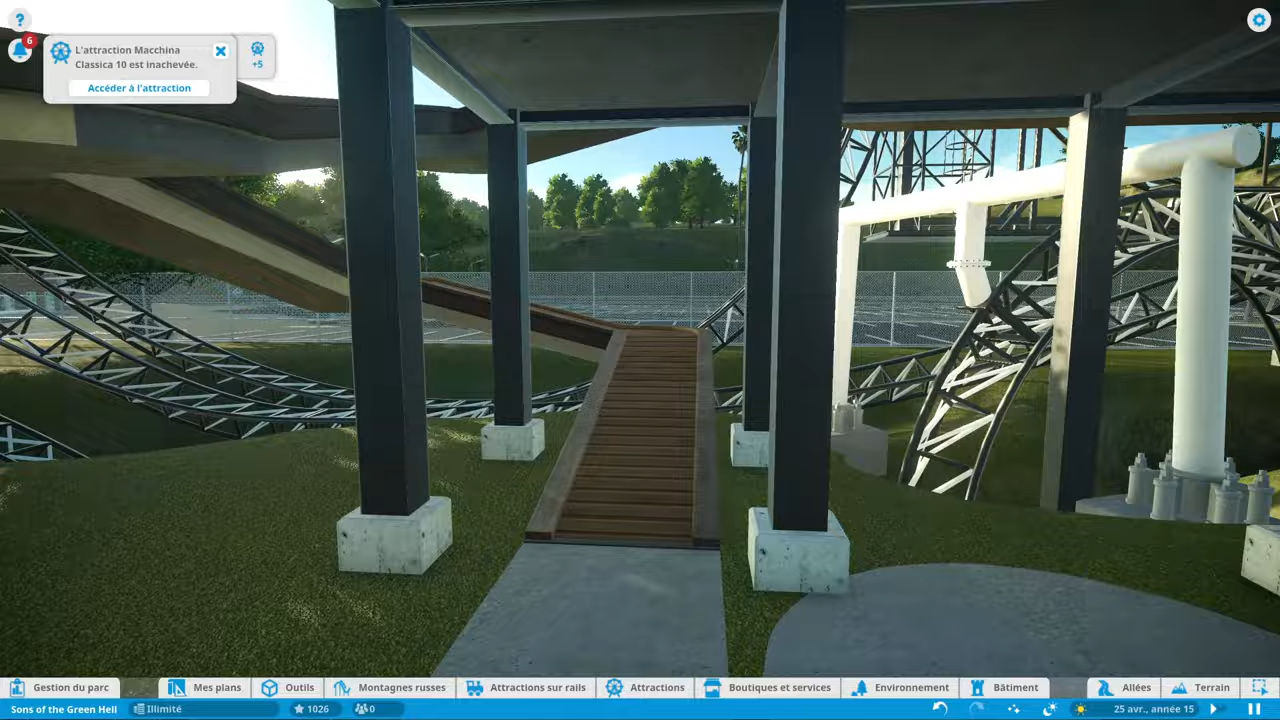 ?
6
L'attraction Macchina
Classica 10 est inachevée.
+5
Accéder à l'attraction
Gestion du parc
Mes plans
Outils
Montagnes russes
Attractions sur rails
Attractions
Boutiques et services
Environnement
Bâtiment
Allées
Terrain
Sons of the Green Hell
Illimité
1026
0
25 avr., année 15